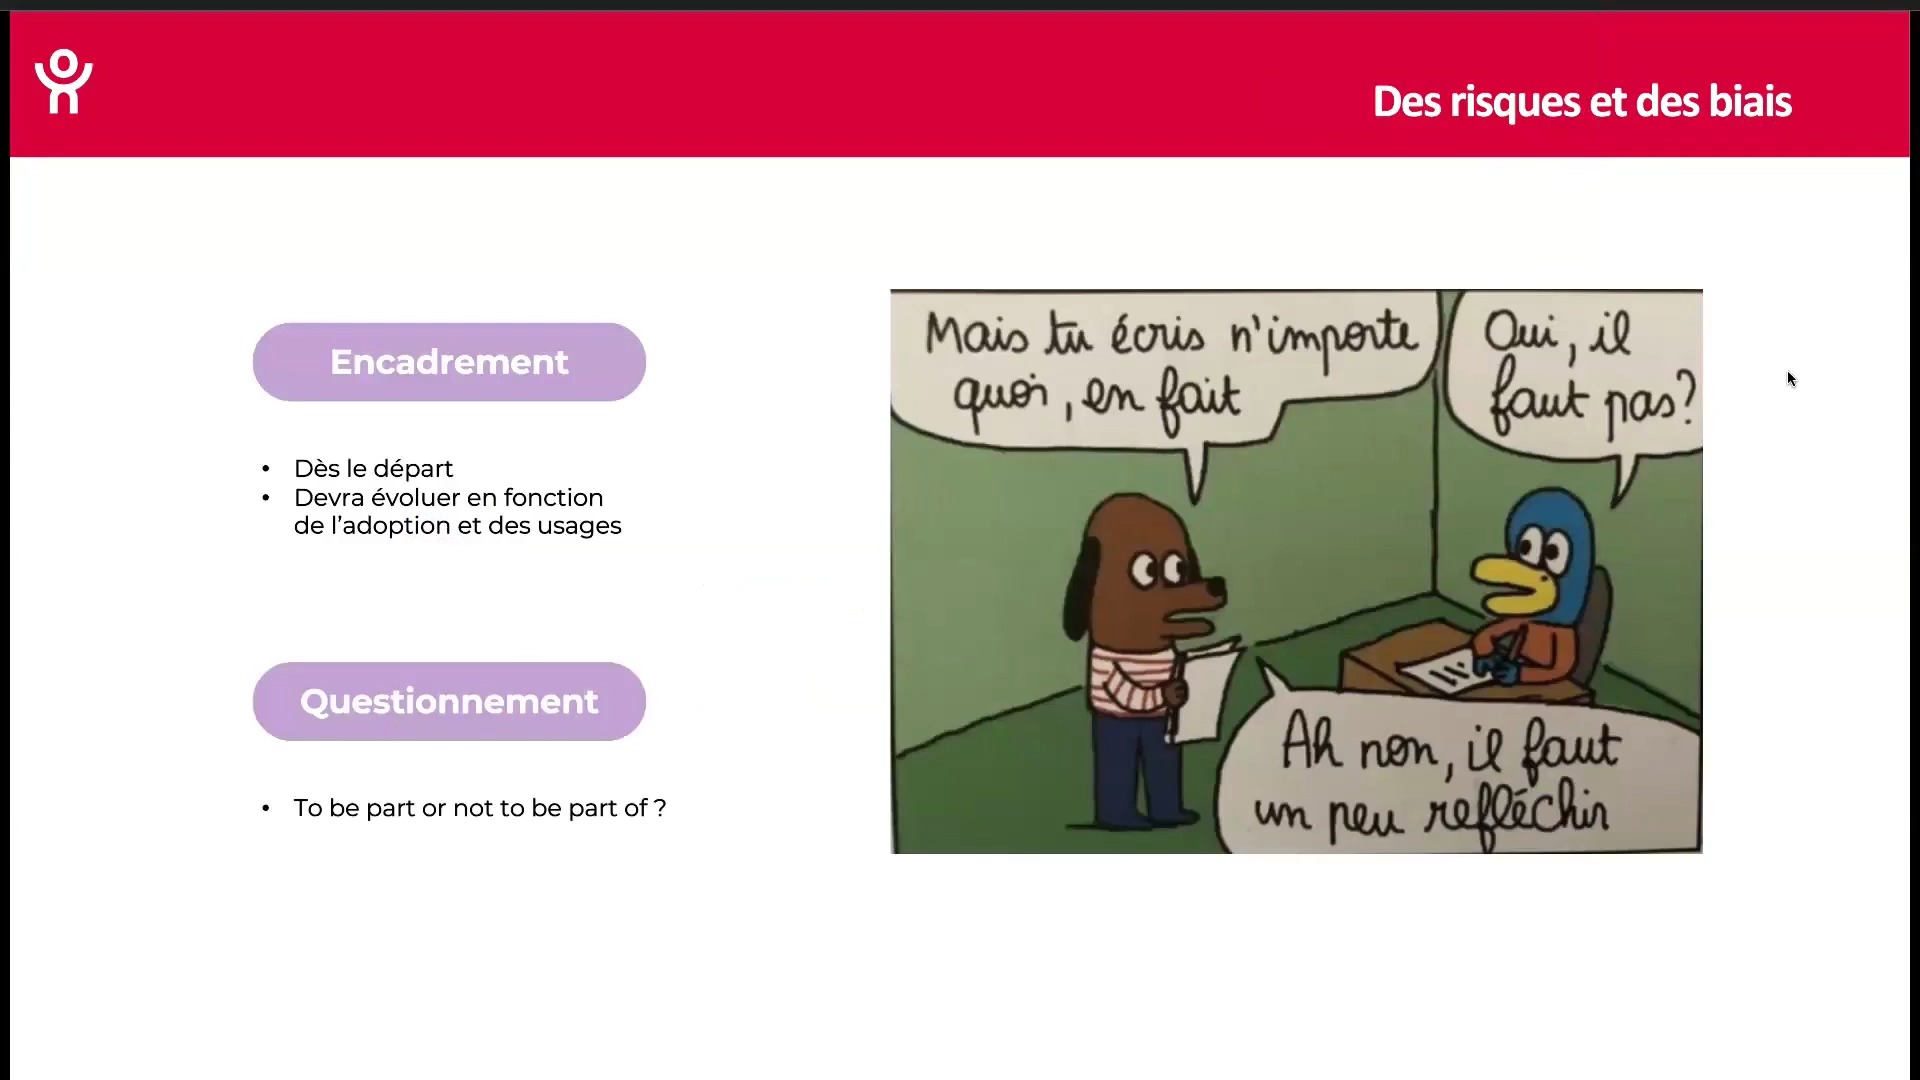 Des risques et des biais
Encadrement
• Dès le départ
• Devra évoluer en fonction
de l’adoption et des usages
Questionnement
• To be part or not to be part of ?
Mais tu écris n'importe
quoi, en fait
Oui, il
faut pas?
Ah non, il faut
un peu refléchir